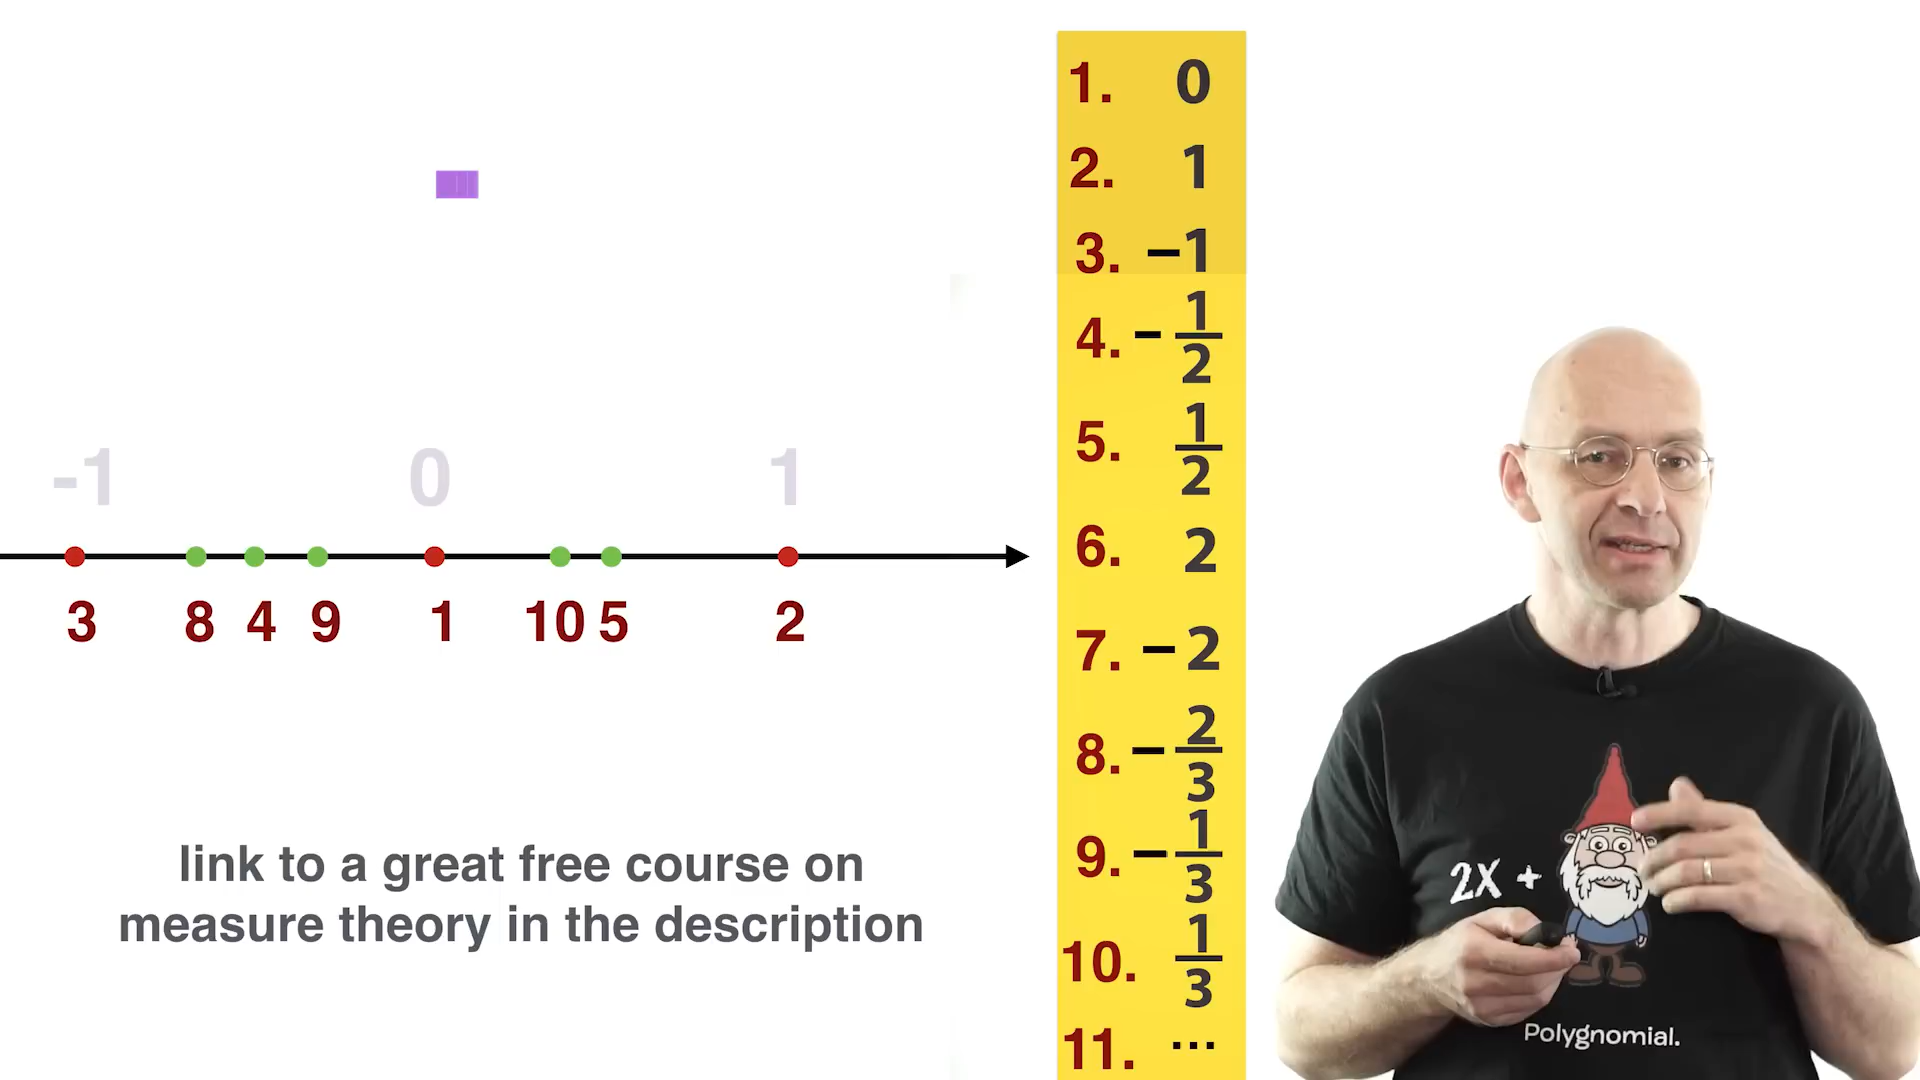 -1 0 1
3 8 4 9 1 10 5 2
link to a great free course on
measure theory in the description
1. 0
2. 1
3. -1
4. - 1/2
5. 1/2
6. 2
7. - 2
8. - 2/3
9. - 1/3
10. 1/3
11. ...
2X +
Polygnomial.